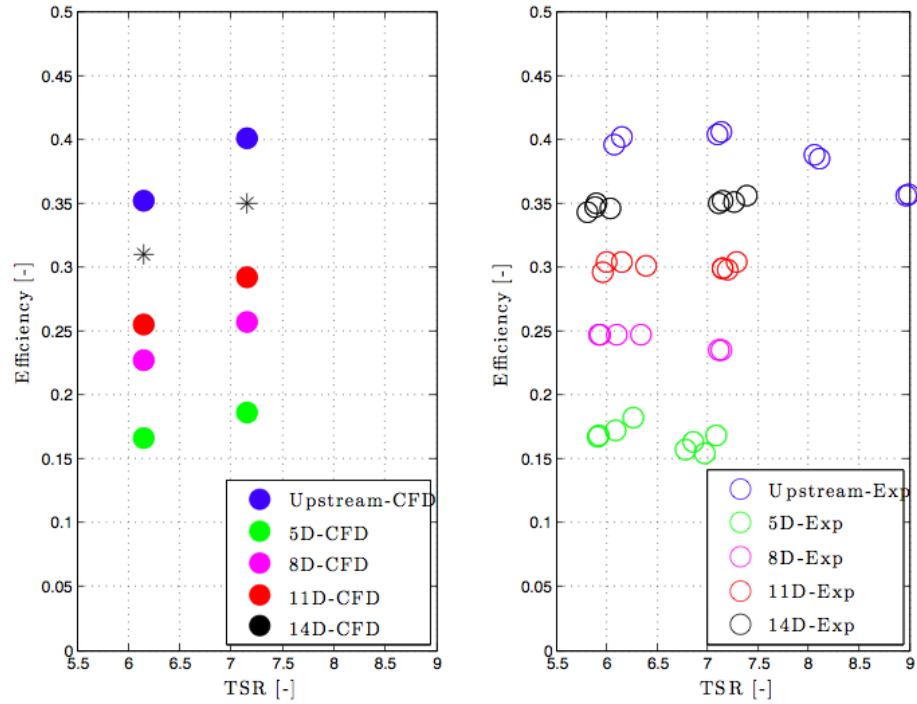 0.5
0.45
0.4
0.35
0.3
0.25
0.2
0.15
0.1
0.05
0
Efficiency [-]
5.5 6 6.5 7 7.5 8 8.5 9
TSR [-]
Upstream-CFD
5D-CFD
8D-CFD
11D-CFD
14D-CFD
0.5
0.45
0.4
0.35
0.3
0.25
0.2
0.15
0.1
0.05
0
Efficiency [-]
5.5 6 6.5 7 7.5 8 8.5 9
TSR [-]
Upstream-Exp
5D-Exp
8D-Exp
11D-Exp
14D-Exp